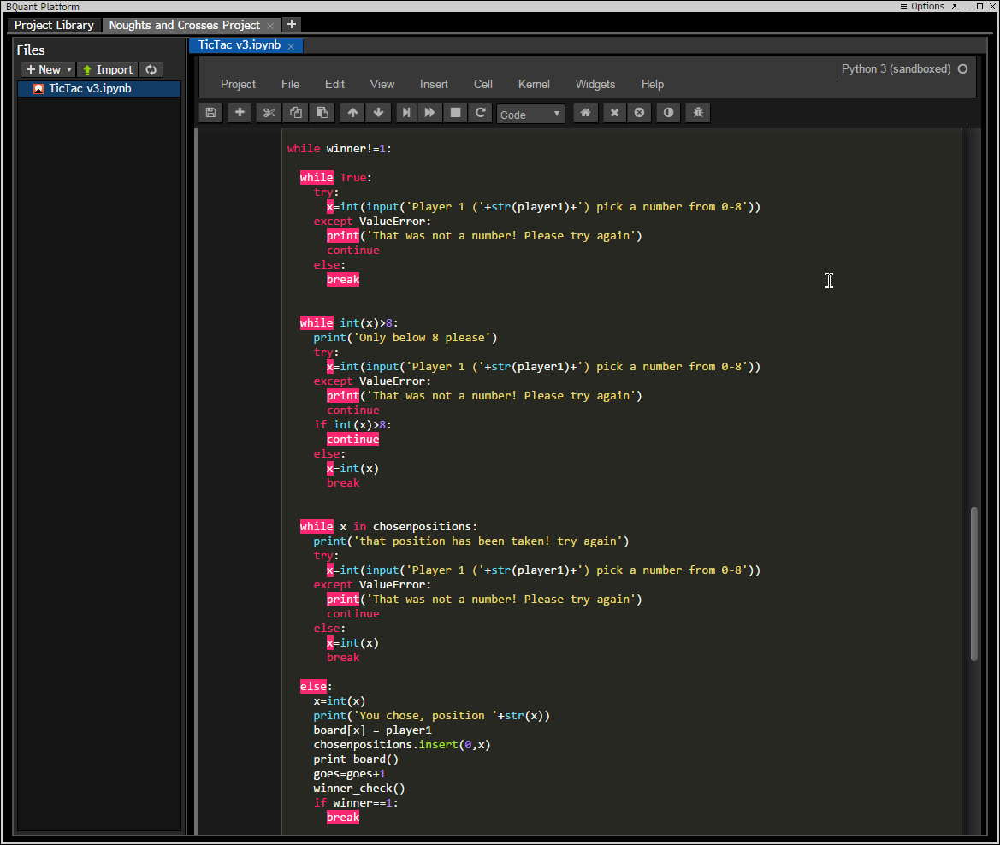 BQuant Platform
Options
Project Library
Noughts and Crosses Project
Files
New
Import
TicTac v3.ipynb
TicTac v3.ipynb
Python 3 (sandboxed)
Project File Edit View Insert Cell Kernel Widgets Help
Code
while winner!=1:
while True:
try:
x=int(input('Player 1 ('+str(player1)+') pick a number from 0-8'))
except ValueError:
print('That was not a number! Please try again')
continue
else:
break
while int(x)>8:
print('Only below 8 please')
try:
x=int(input('Player 1 ('+str(player1)+') pick a number from 0-8'))
except ValueError:
print('That was not a number! Please try again')
continue
if int(x)>8:
continue
else:
x=int(x)
break
while x in chosenpositions:
print('that position has been taken! try again')
try:
x=int(input('Player 1 ('+str(player1)+') pick a number from 0-8'))
except ValueError:
print('That was not a number! Please try again')
continue
else:
x=int(x)
break
else:
x=int(x)
print('You chose, position '+str(x))
board[x] = player1
chosenpositions.insert(0,x)
print_board()
goes=goes+1
winner_check()
if winner==1:
break